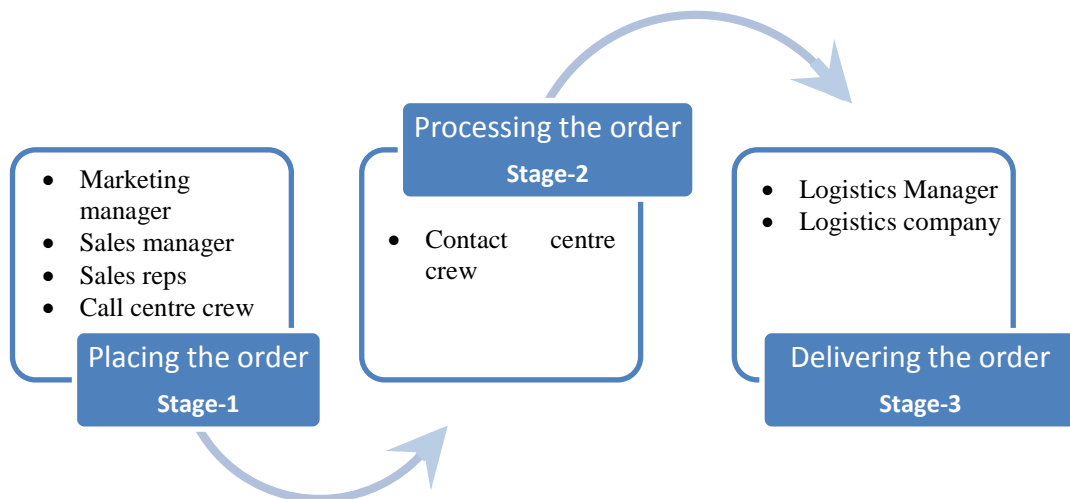 • Marketing
manager
• Sales manager
• Sales reps
• Call centre crew
Placing the order
Stage-1
Processing the order
Stage-2
• Contact centre
crew
• Logistics Manager
• Logistics company
Delivering the order
Stage-3